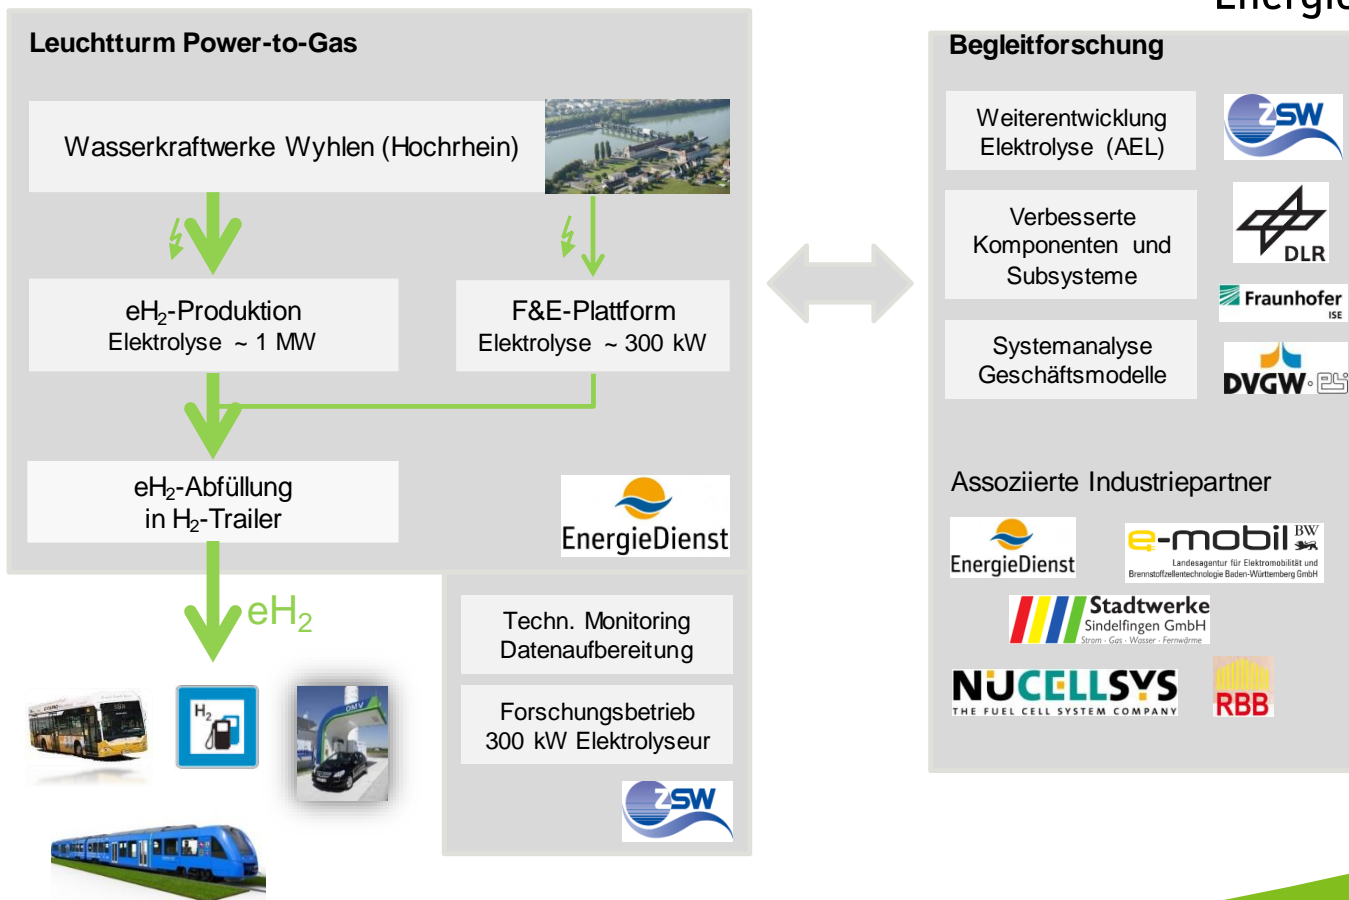 Energie
Leuchtturm Power-to-Gas
Wasserkraftwerke Wyhlen (Hochrhein)
eH₂-Produktion
Elektrolyse ~ 1 MW
F&E-Plattform
Elektrolyse ~ 300 kW
eH₂-Abfüllung
in H₂-Trailer
EnergieDienst
eH₂
H₂
OMV
Techn. Monitoring
Datenaufbereitung
Forschungsbetrieb
300 kW Elektrolyseur
ZSW
Begleitforschung
Weiterentwicklung
Elektrolyse (AEL)
ZSW
Verbesserte
Komponenten und
Subsysteme
DLR
Fraunhofer
ISE
Systemanalyse
Geschäftsmodelle
DVGW
Assoziierte Industriepartner
EnergieDienst
e-mobil BW
Landesagentur für Elektromobilität und
Brennstoffzellentechnologie Baden-Württemberg GmbH
Stadtwerke
Sindelfingen GmbH
Strom - Gas - Wasser - Fernwärme
NUCELLSYS
THE FUEL CELL SYSTEM COMPANY
RBB